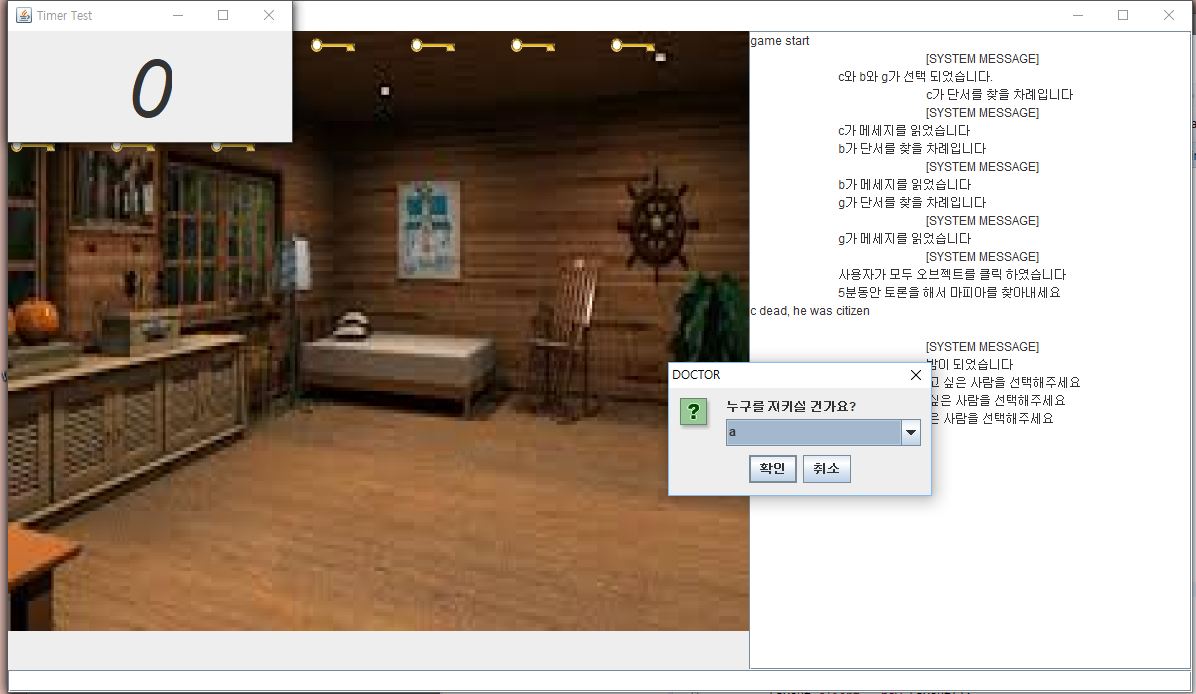 Timer Test
0
game start
[SYSTEM MESSAGE]
c와 b와 g가 선택 되었습니다.
c가 단서를 찾을 차례입니다
[SYSTEM MESSAGE]
c가 메세지를 읽었습니다
b가 단서를 찾을 차례입니다
[SYSTEM MESSAGE]
b가 메세지를 읽었습니다
g가 단서를 찾을 차례입니다
[SYSTEM MESSAGE]
g가 메세지를 읽었습니다
[SYSTEM MESSAGE]
사용자가 모두 오브젝트를 클릭 하였습니다
5분동안 토론을 해서 마피아를 찾아내세요
c dead, he was citizen
[SYSTEM MESSAGE]
밤이 되었습니다
고 싶은 사람을 선택해주세요
싶은 사람을 선택해주세요
은 사람을 선택해주세요
DOCTOR
누구를 지키실 건가요?
a
확인
취소